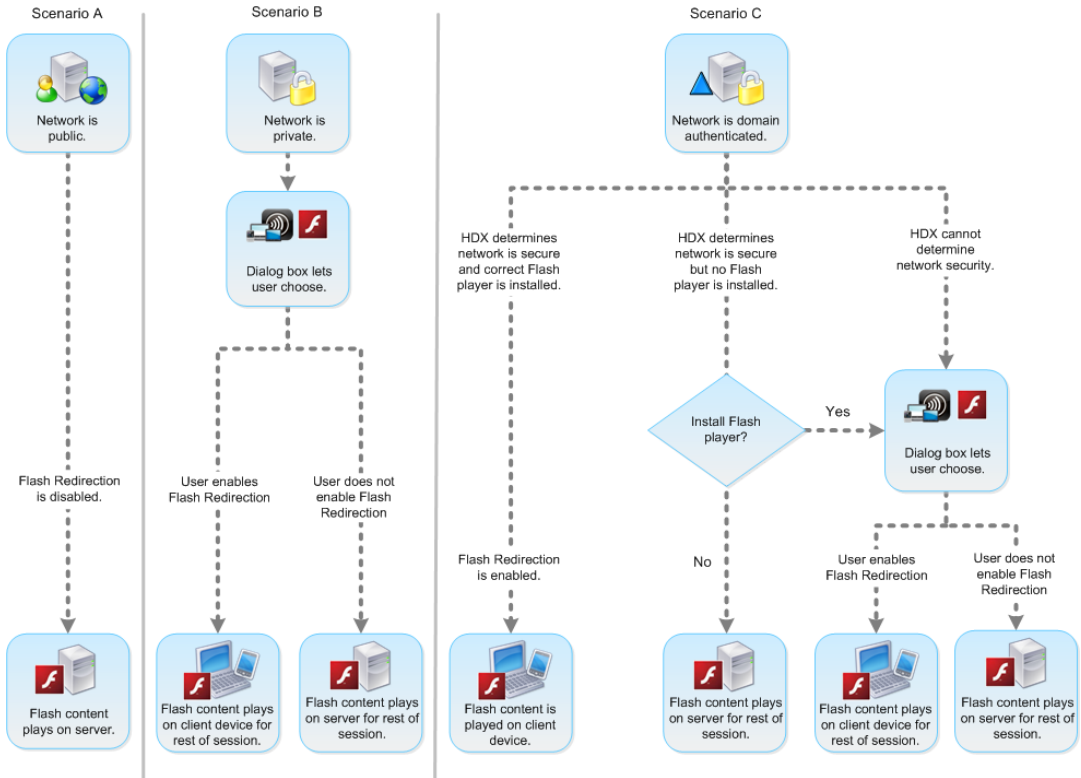 Scenario A
Scenario B
Scenario C
Network is
public.
Flash Redirection
is disabled.
Flash content
plays on server.
Network is
private.
Dialog box lets
user choose.
User enables
Flash Redirection
User does not
enable Flash
Redirection
Flash content plays
on client device for
rest of session.
Flash content plays
on server for rest of
session.
Network is domain
authenticated.
HDX determines
network is secure
and correct Flash
player is installed.
HDX determines
network is secure
but no Flash
player is installed.
HDX cannot
determine
network security.
Install Flash
player?
Yes
Dialog box lets
user choose.
Flash Redirection
is enabled.
No
User enables
Flash Redirection
User does not
enable Flash
Redirection
Flash content is
played on client
device.
Flash content plays
on server for rest of
session.
Flash content plays
on client device for
rest of session.
Flash content plays
on server for rest of
session.